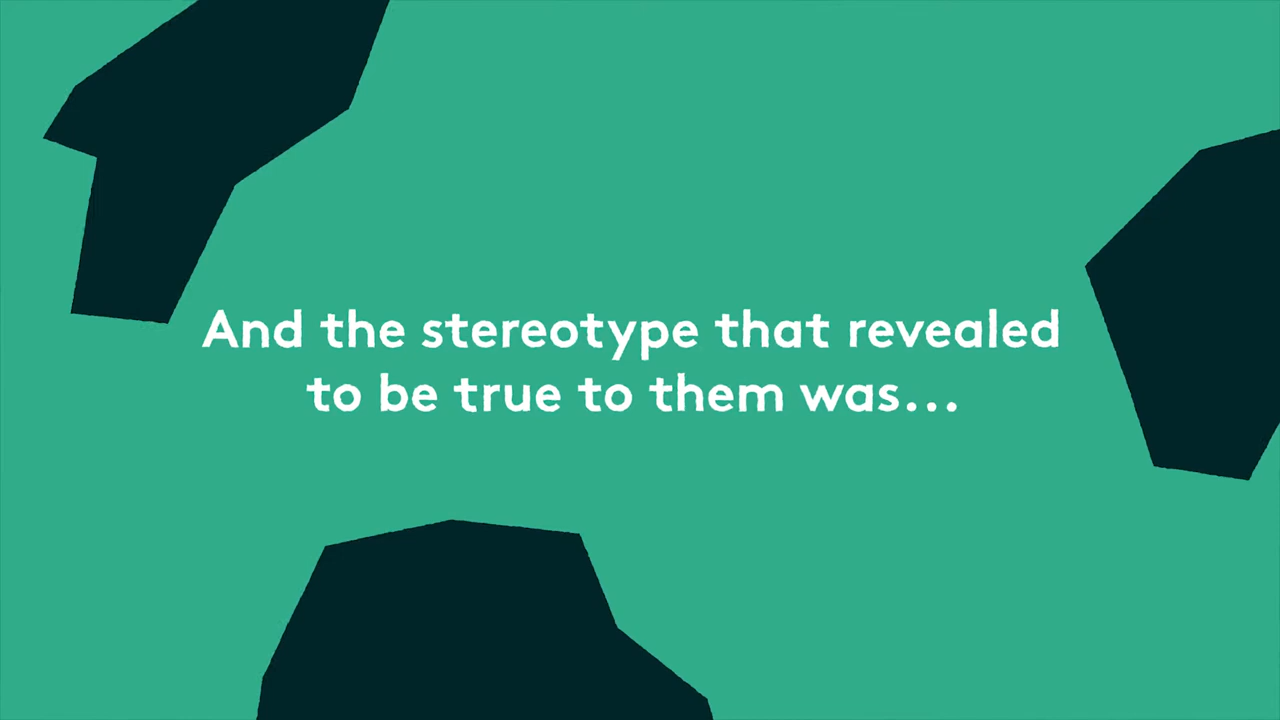 And the stereotype that revealed
to be true to them was...